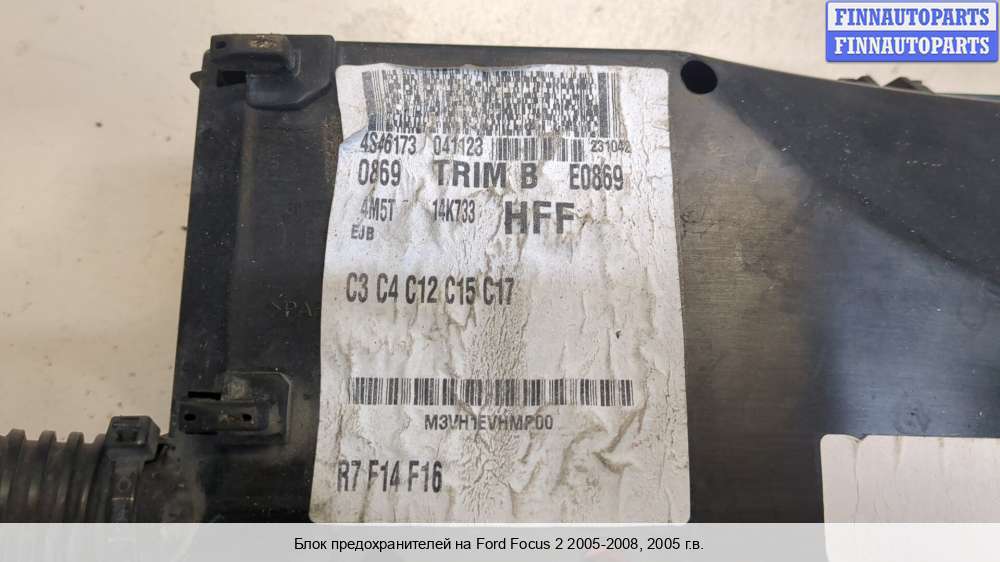 FINNAUTOPARTS
FINNAUTOPARTS
4S46173 041123 231042
0869 TRIM B E0869
4M5T 14K733 HFF
EJB
C3 C4 C12 C15 C17
R7 F14 F16
Блок предохранителей на Ford Focus 2 2005-2008, 2005 г.в.